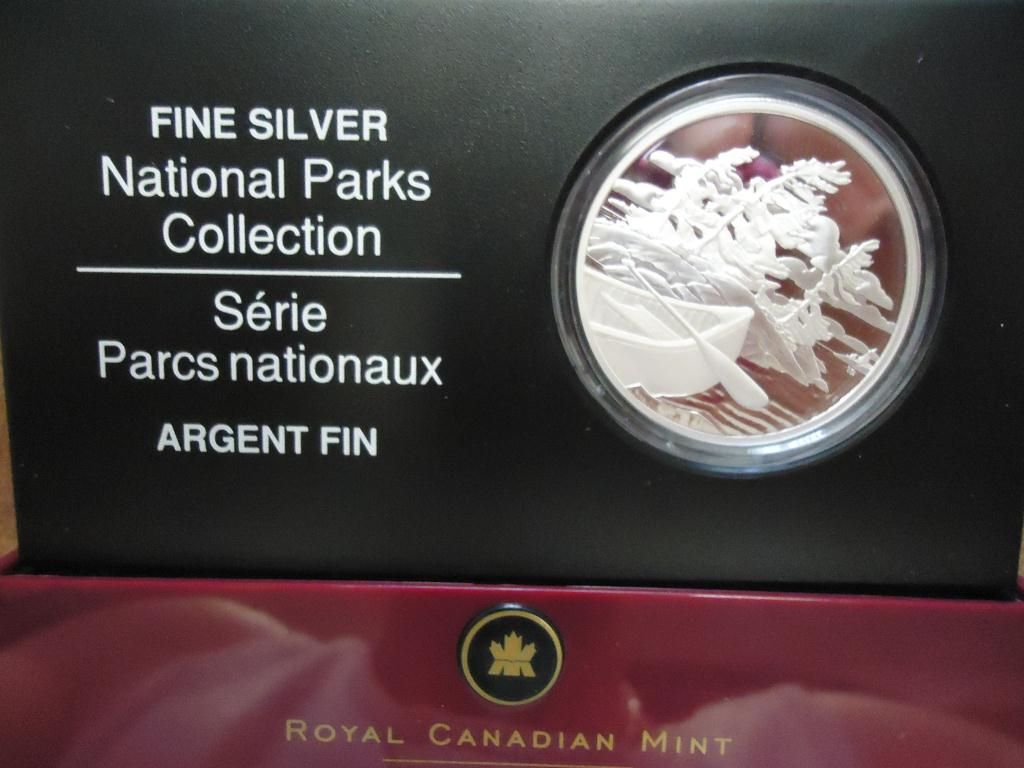 FINE SILVER
National Parks
Collection
Série
Parcs nationaux
ARGENT FIN
ROYAL CANADIAN MINT